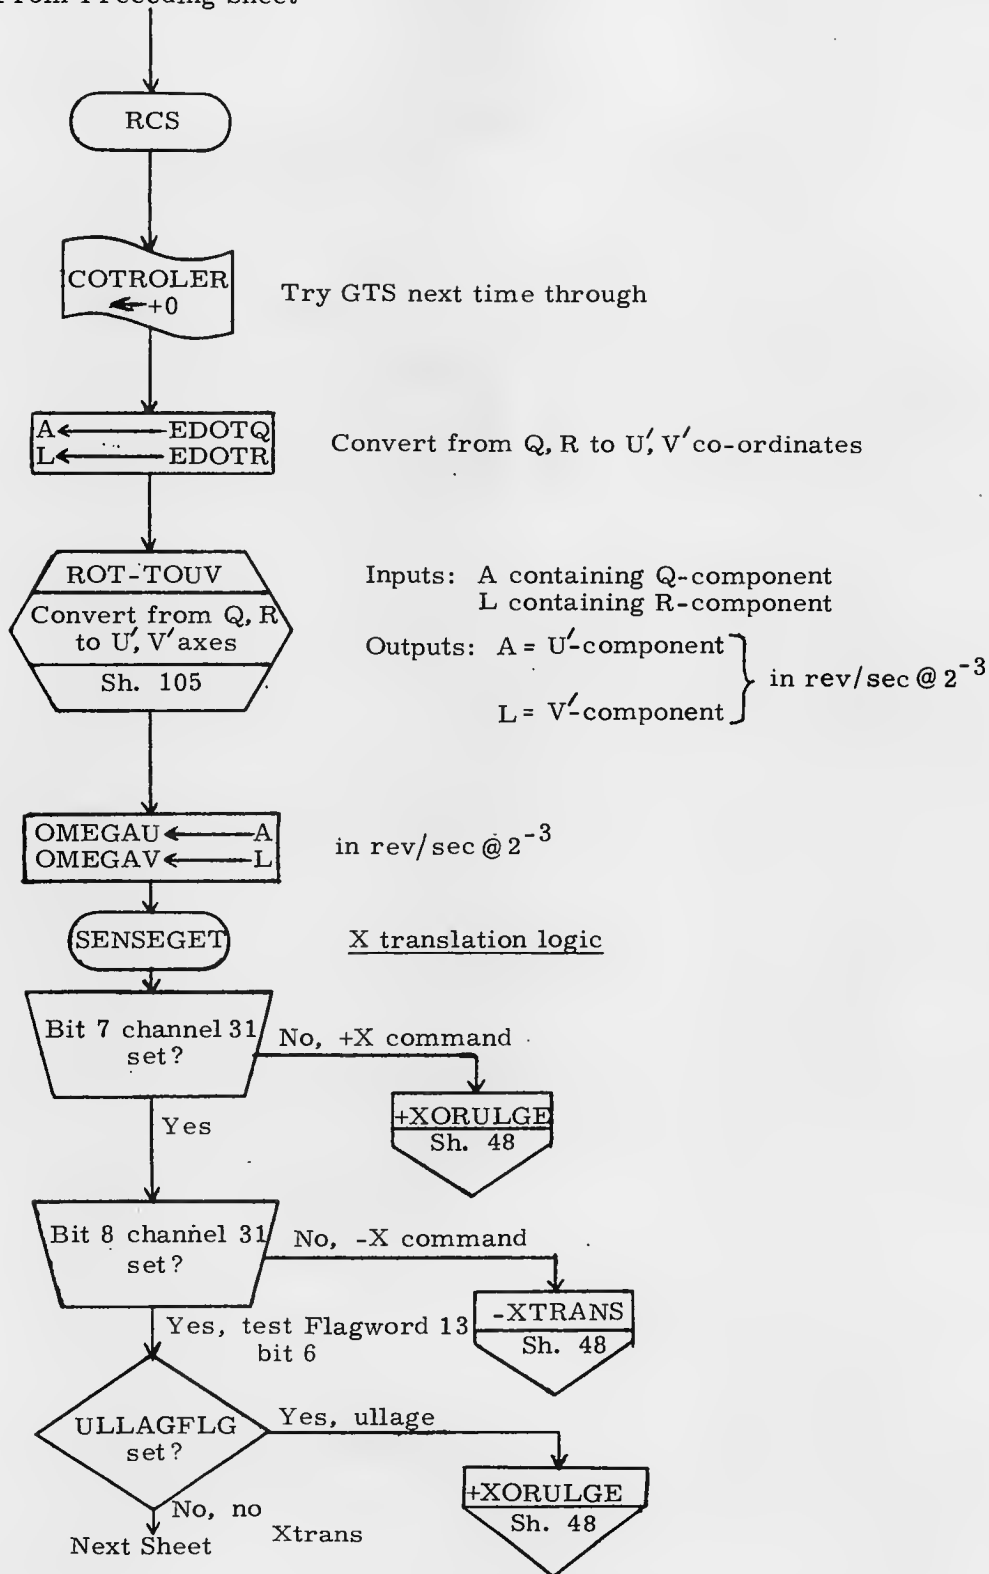 From Preceding Sheet
RCS
COTROLER
+0
Try GTS next time through
A EDOTQ
L EDOTR
Convert from Q, R to U', V' co-ordinates
ROT-TOUV
Convert from Q, R
to U', V' axes
Sh. 105
Inputs: A containing Q-component
L containing R-component
Outputs: A = U'-component
L = V'-component
in rev/sec @ 2⁻³
OMEGAU A
OMEGAV L
in rev/sec @ 2⁻³
SENSEGET
X translation logic
Bit 7 channel 31
set?
No, +X command
+XORULGE
Sh. 48
Yes
Bit 8 channel 31
set?
No, -X command
-XTRANS
Sh. 48
Yes, test Flagword 13
bit 6
ULLAGFLG
set?
Yes, ullage
+XORULGE
Sh. 48
No, no
Xtrans
Next Sheet